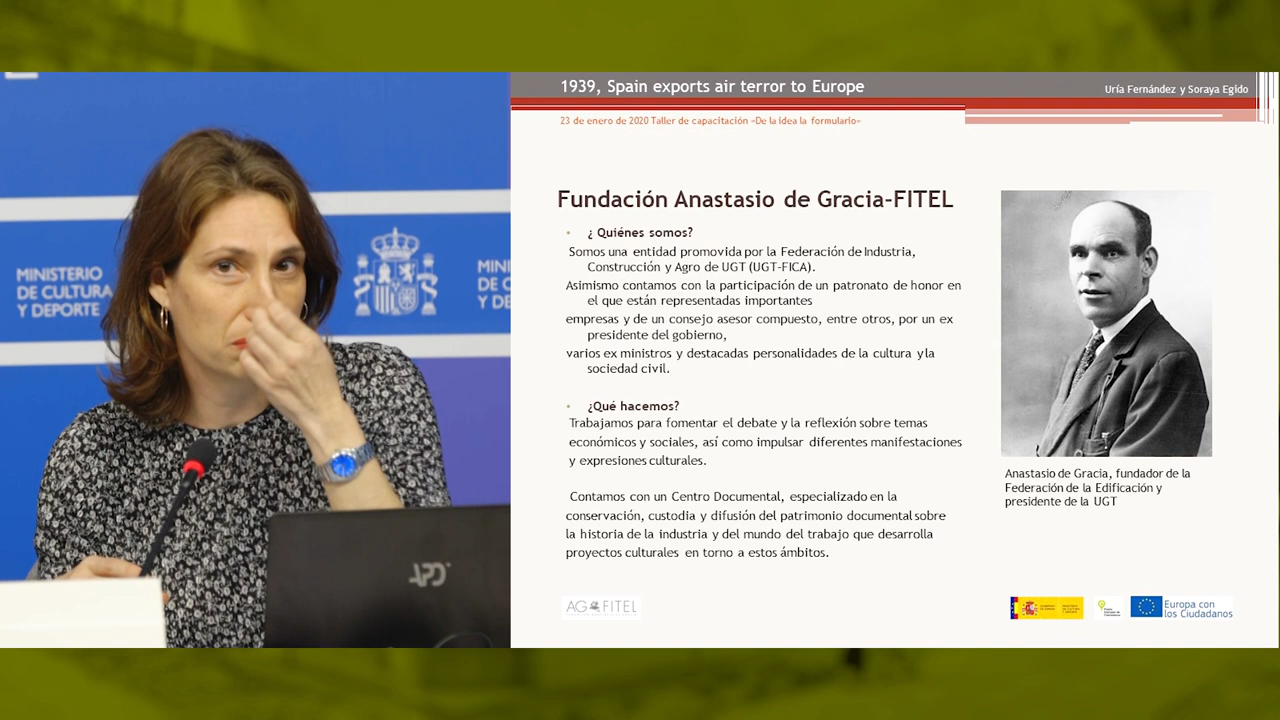 MINISTERIO
DE CULTURA
Y DEPORTE
MINI
DE C
Y DE
APD
1939, Spain exports air terror to Europe
Uría Fernández y Soraya Egido
23 de enero de 2020 Taller de capacitación «De la idea la formulario»
Fundación Anastasio de Gracia-FITEL
• ¿ Quiénes somos?
Somos una entidad promovida por la Federación de Industria,
Construcción y Agro de UGT (UGT-FICA).
Asimismo contamos con la participación de un patronato de honor en
el que están representadas importantes
empresas y de un consejo asesor compuesto, entre otros, por un ex
presidente del gobierno,
varios ex ministros y destacadas personalidades de la cultura y la
sociedad civil.
• ¿Qué hacemos?
Trabajamos para fomentar el debate y la reflexión sobre temas
económicos y sociales, así como impulsar diferentes manifestaciones
y expresiones culturales.
Contamos con un Centro Documental, especializado en la
conservación, custodia y difusión del patrimonio documental sobre
la historia de la industria y del mundo del trabajo que desarrolla
proyectos culturales en torno a estos ámbitos.
Anastasio de Gracia, fundador de la
Federación de la Edificación y
presidente de la UGT
AG FITEL
Europa con
los Ciudadanos